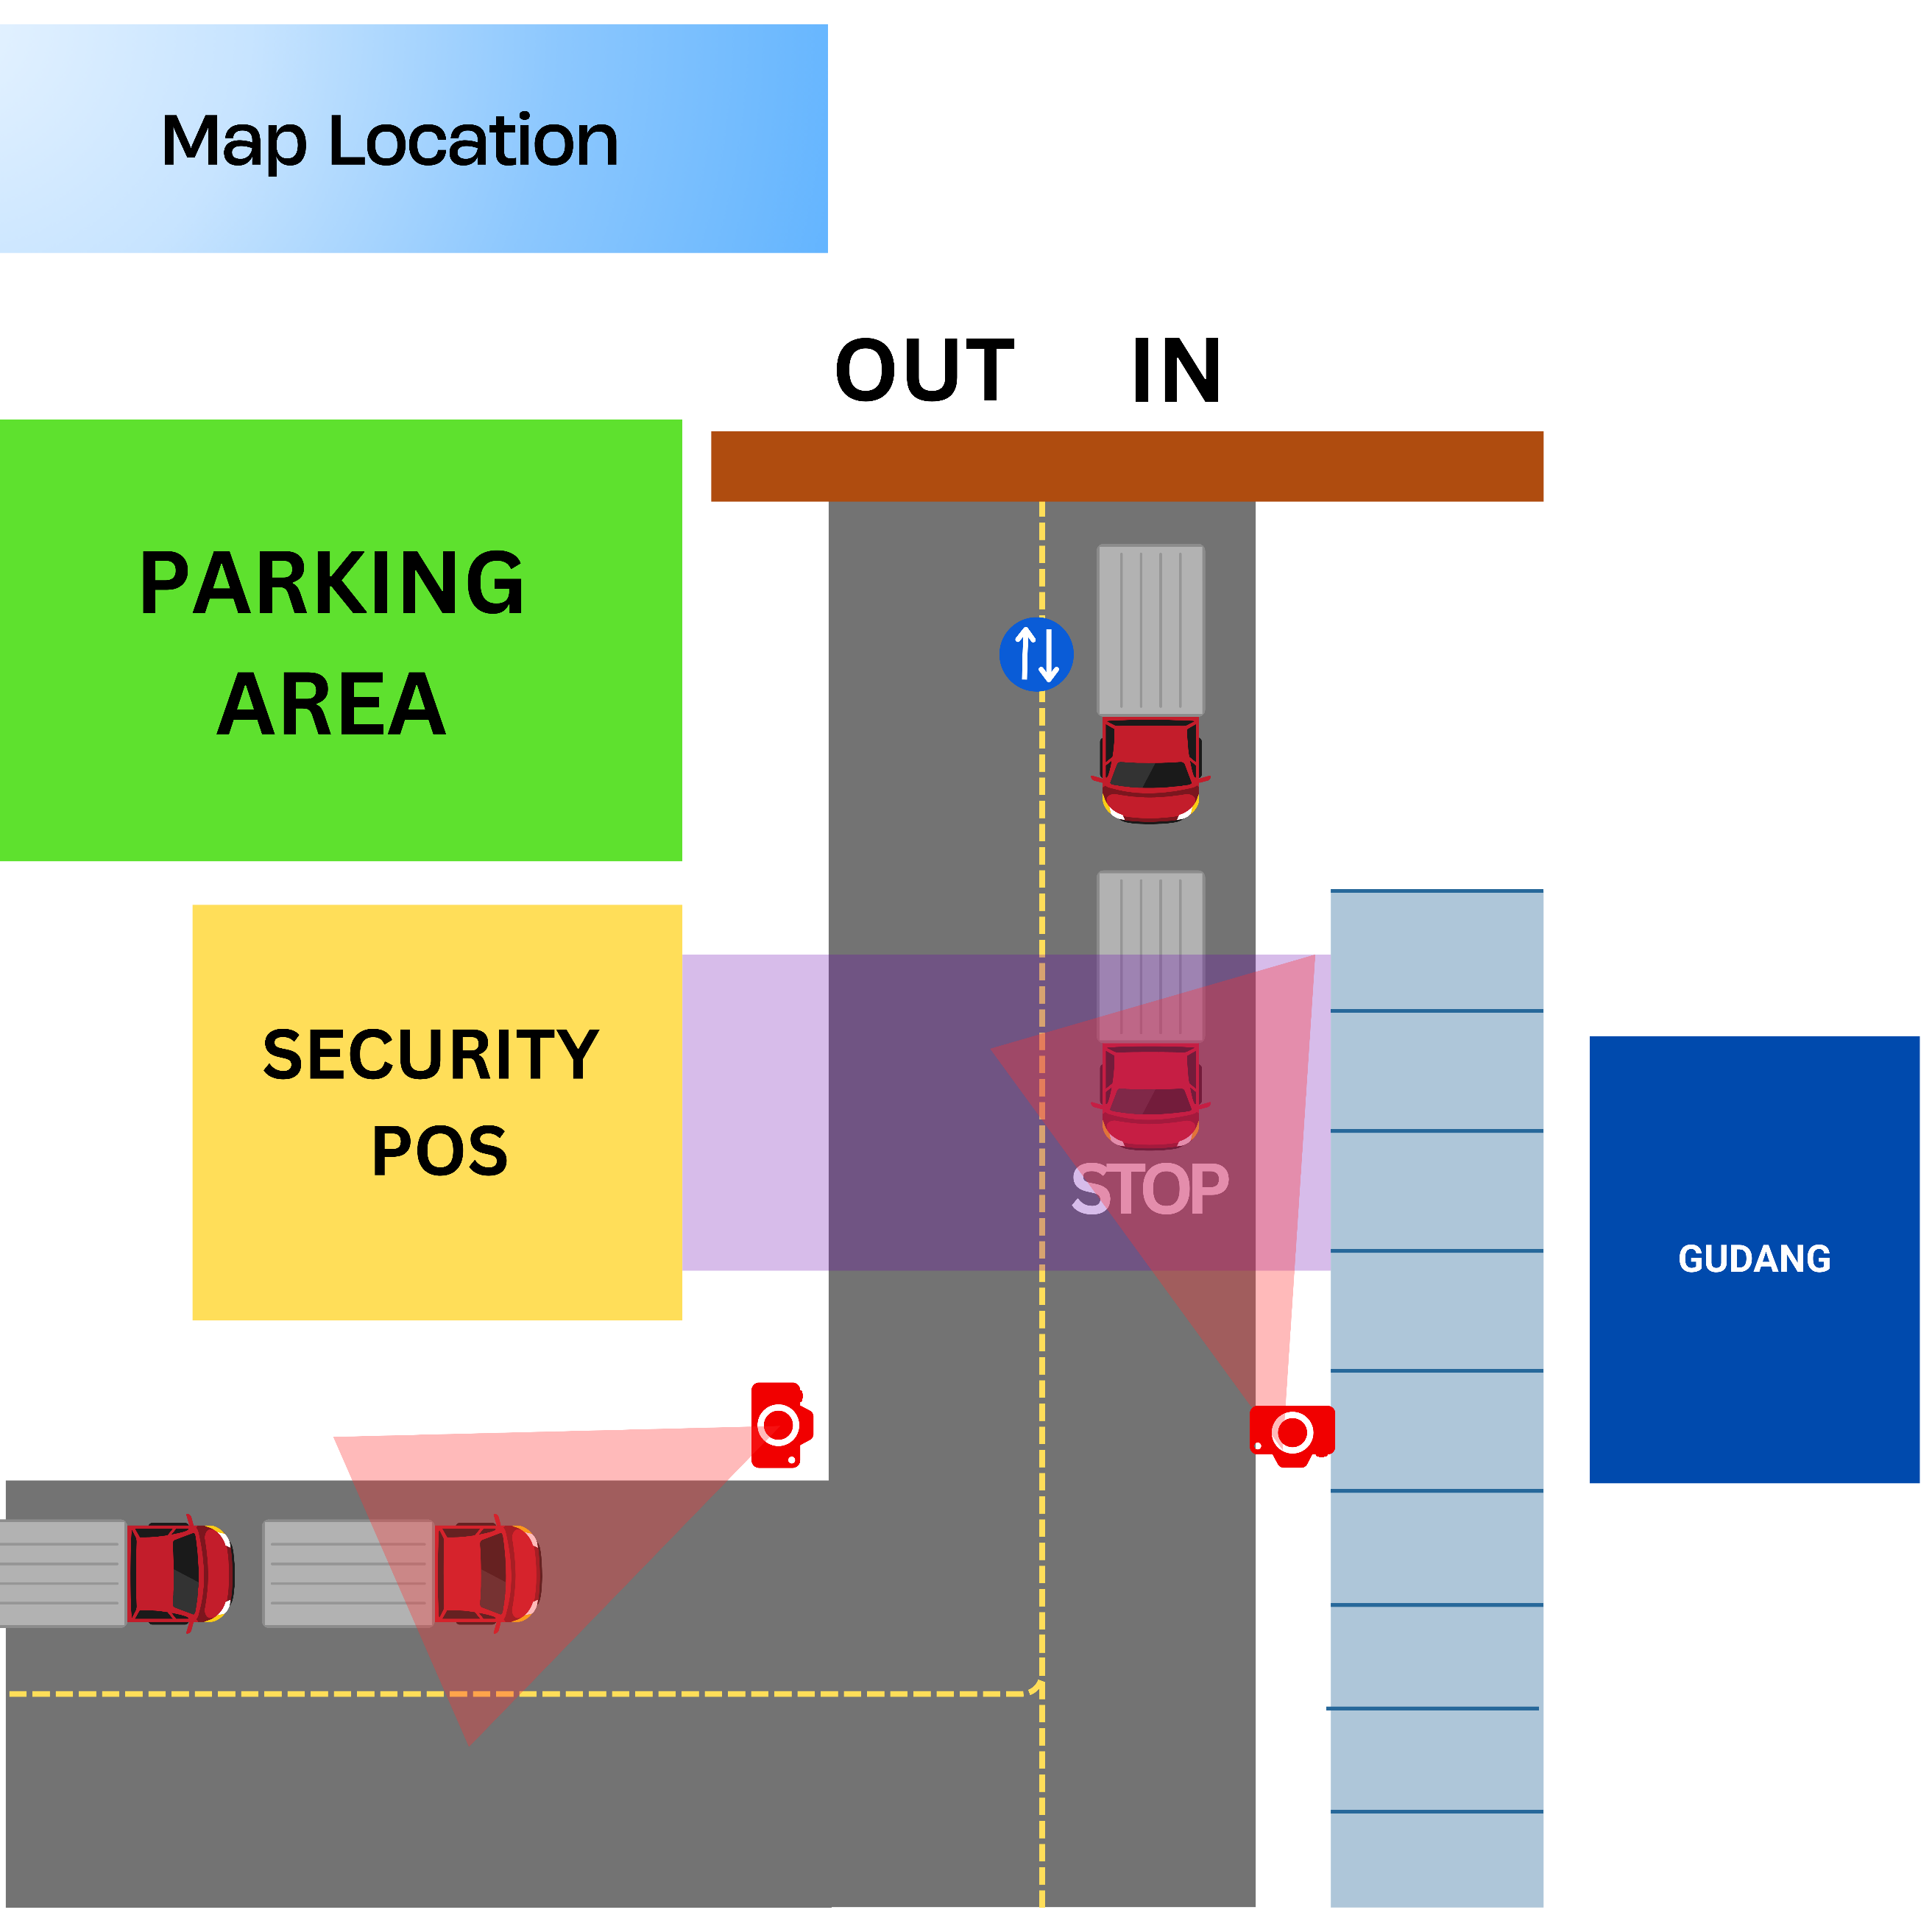 Map Location
OUT IN
PARKING
AREA
SECURITY
POS
STOP
GUDANG